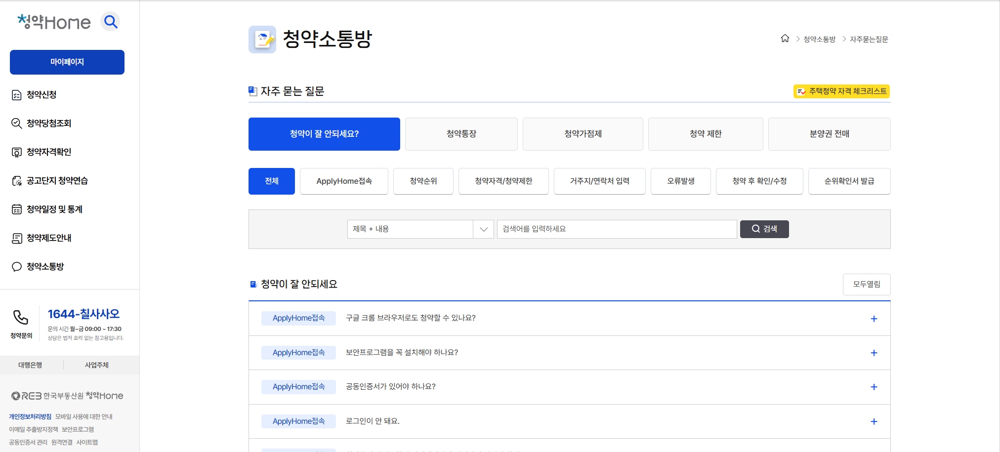 청약Home
마이페이지
청약신청
청약당첨조회
청약자격확인
공고단지 청약연습
청약일정 및 통계
청약제도안내
청약소통방
청약문의
1644-칠사사오
문의 시간 월~금 09:00 ~ 17:30
상담은 법적 효력 없는 참고용입니다.
대행은행 사업주체
REB 한국부동산원 청약Home
개인정보처리방침 모바일 사용에 대한 안내
이메일 추출방지정책 보안프로그램
공동인증서 관리 원격연결 사이트맵
청약소통방
청약소통방 자주묻는질문
자주 묻는 질문
주택청약 자격 체크리스트
청약이 잘 안되세요? 청약통장 청약가점제 청약 제한 분양권 전매
전체 ApplyHome접속 청약순위 청약자격/청약제한 거주지/연락처 입력 오류발생 청약 후 확인/수정 순위확인서 발급
제목 + 내용 검색어를 입력하세요 검색
청약이 잘 안되세요 모두열림
ApplyHome접속 구글 크롬 브라우저로도 청약할 수 있나요?
ApplyHome접속 보안프로그램을 꼭 설치해야 하나요?
ApplyHome접속 공동인증서가 있어야 하나요?
ApplyHome접속 로그인이 안 돼요.